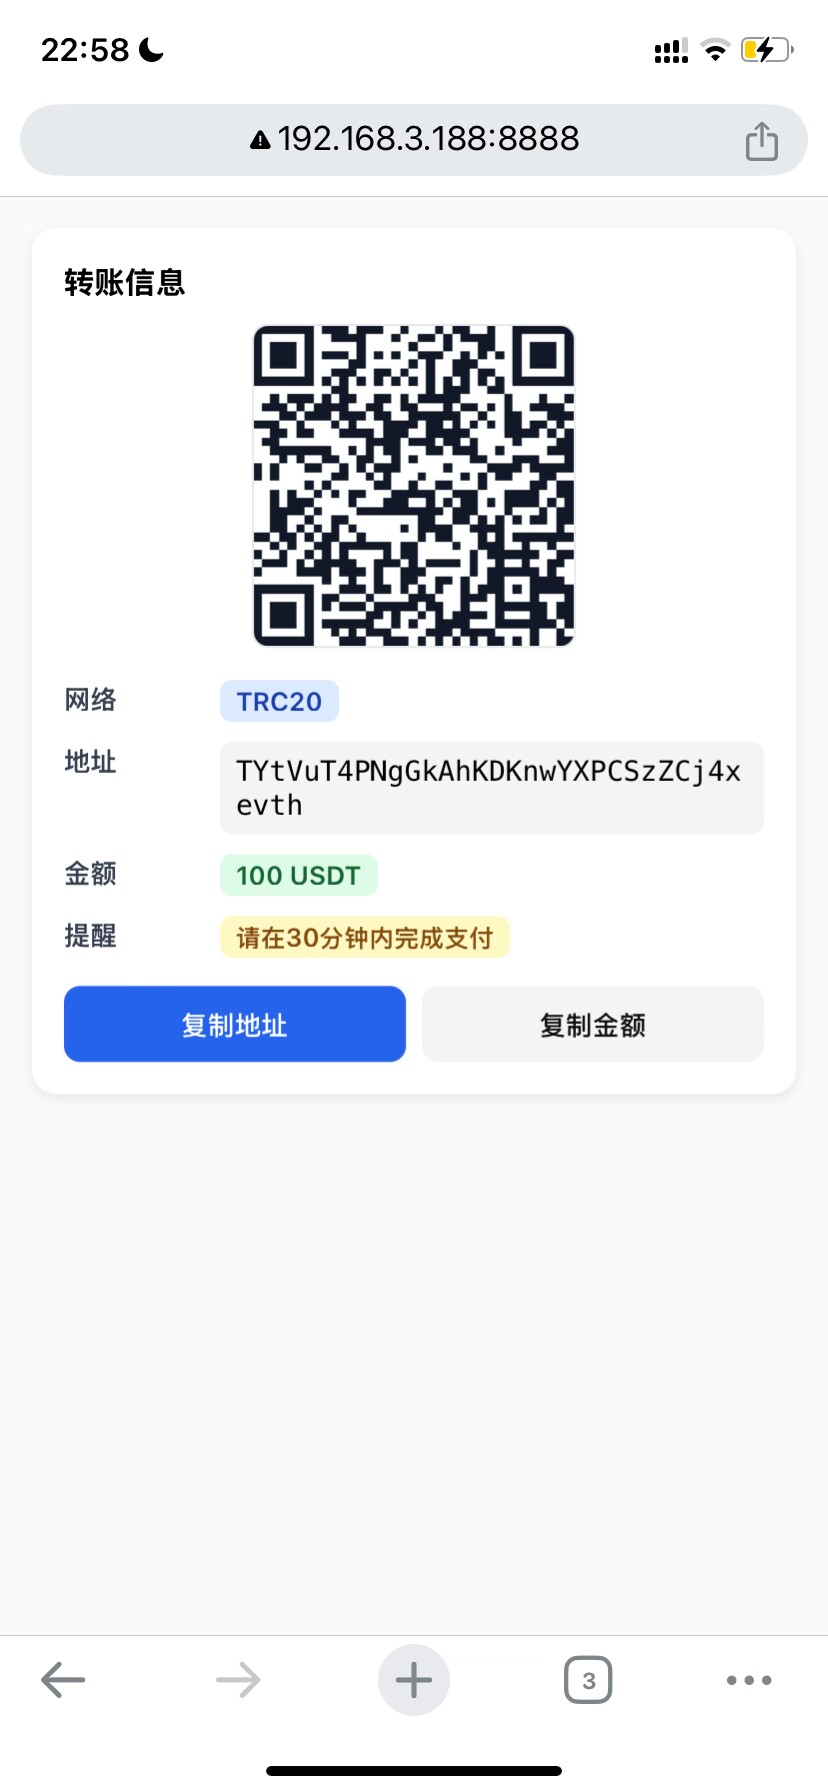 22:58
192.168.3.188:8888
转账信息
网络
TRC20
地址
TYtVuT4PNgGkAhKDKnwYXPCSzZCj4x
evth
金额
100 USDT
提醒
请在30分钟内完成支付
复制地址
复制金额
3